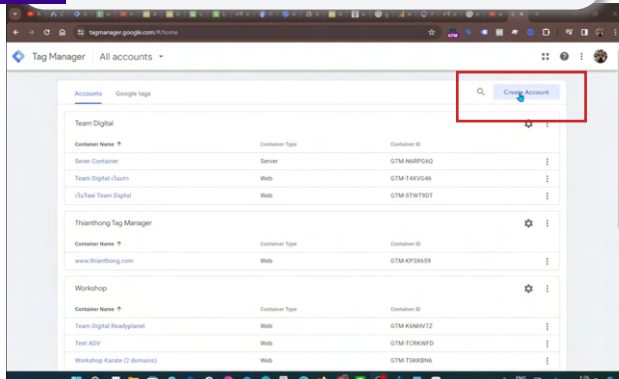 tagmanager.google.com/#/home
Tag Manager All accounts
Accounts Google tags Create Account
Team Digital
Container Name ↑ Container Type Container ID
Sever Container Server GTM-N6RPG6Q
Team Digital เว็บเก่า Web GTM-T4XVG46
เว็บใหม่ Team Digital Web GTM-5TWT9DT
Thianthong Tag Manager
Container Name ↑ Container Type Container ID
www.thianthong.com Web GTM-KP3X659
Workshop
Container Name ↑ Container Type Container ID
Team Digital Readyplanet Web GTM-K6NHV7Z
Test ADV Web GTM-TCRKWFD
Workshop Karate (2 domains) Web GTM-TSKKBN6